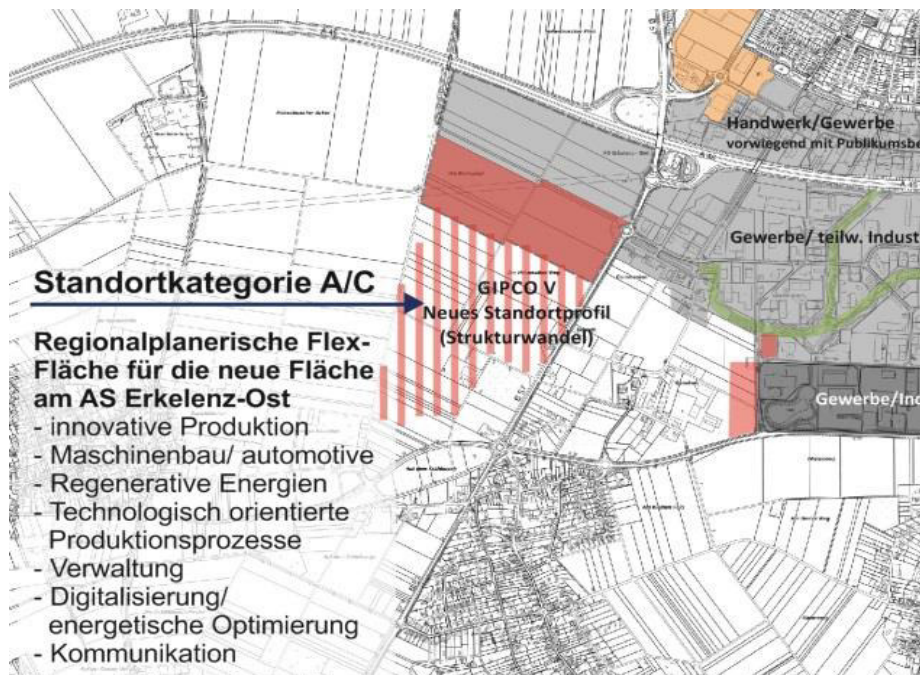 Handwerk/Gewerbe
vorwiegend mit Publikumsbe
Gewerbe/ teilw. Indust
Standortkategorie A/C
GIPCO V
Neues Standortprofil
(Strukturwandel)
Regionalplanerische Flex-
Fläche für die neue Fläche
am AS Erkelenz-Ost
- innovative Produktion
- Maschinenbau/ automotive
- Regenerative Energien
- Technologisch orientierte
Produktionsprozesse
- Verwaltung
- Digitalisierung/
energetische Optimierung
- Kommunikation
Gewerbe/Ind